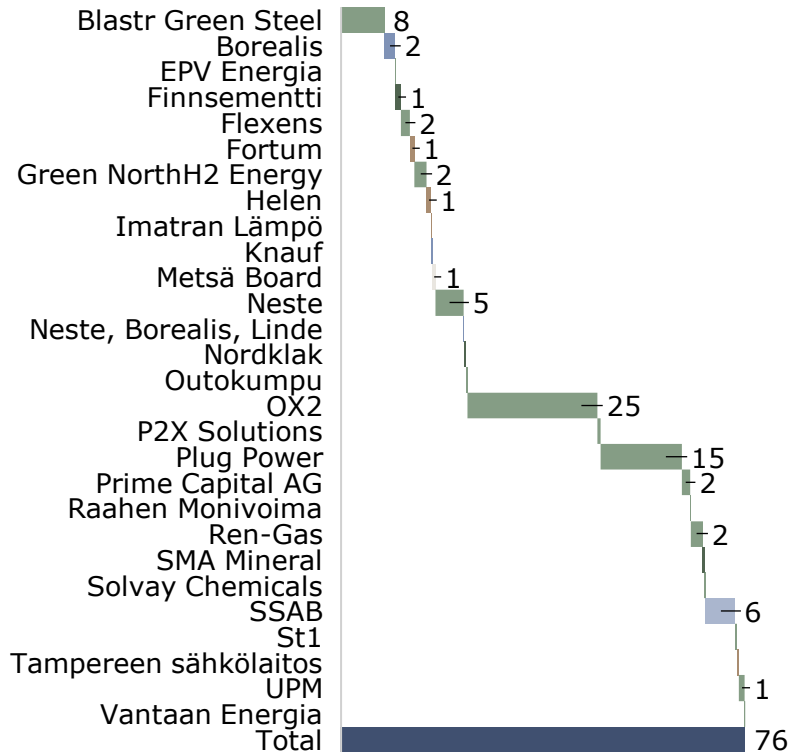 Blastr Green Steel 8
Borealis 2
EPV Energia
Finnsementti 1
Flexens 2
Fortum 1
Green NorthH2 Energy 2
Helen 1
Imatran Lämpö
Knauf
Metsä Board 1
Neste 5
Neste, Borealis, Linde
Nordklak
Outokumpu
OX2 25
P2X Solutions
Plug Power 15
Prime Capital AG 2
Raahen Monivoima
Ren-Gas 2
SMA Mineral
Solvay Chemicals
SSAB 6
St1
Tampereen sähkölaitos
UPM 1
Vantaan Energia
Total 76